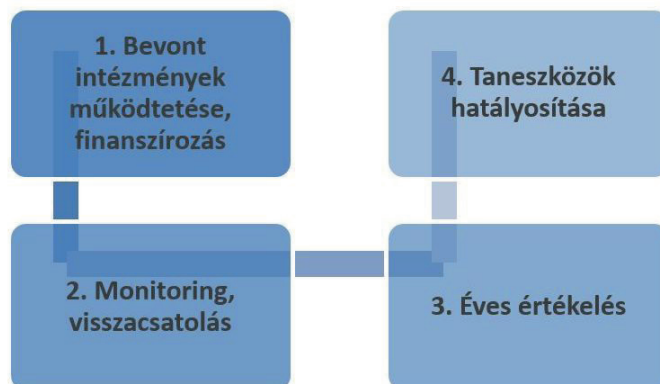 1. Bevont
intézmények
működtetése,
finanszírozás
2. Monitoring,
visszacsatolás
3. Éves értékelés
4. Taneszközök
hatályosítása